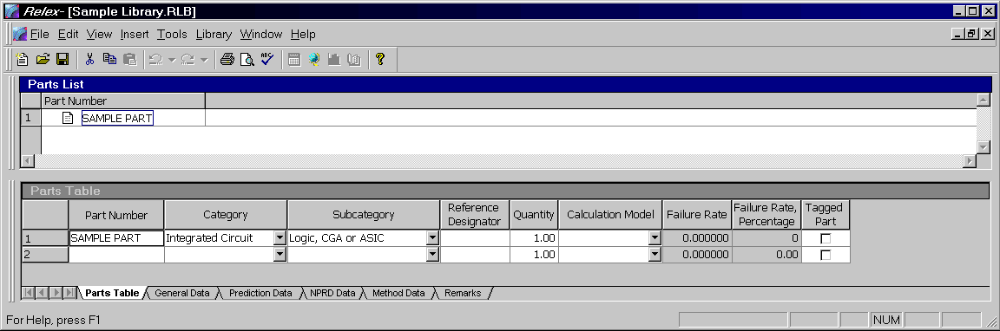 Relex- [Sample Library.RLB]
File Edit View Insert Tools Library Window Help
ABC ?
Parts List
Part Number
1 SAMPLE PART
Parts Table
Part Number Category Subcategory Reference Designator Quantity Calculation Model Failure Rate Failure Rate, Percentage Tagged Part
1 SAMPLE PART Integrated Circuit Logic, CGA or ASIC 1.00 0.000000 0
2 1.00 0.000000 0.00
Parts Table General Data Prediction Data NPRD Data Method Data Remarks
For Help, press F1 NUM